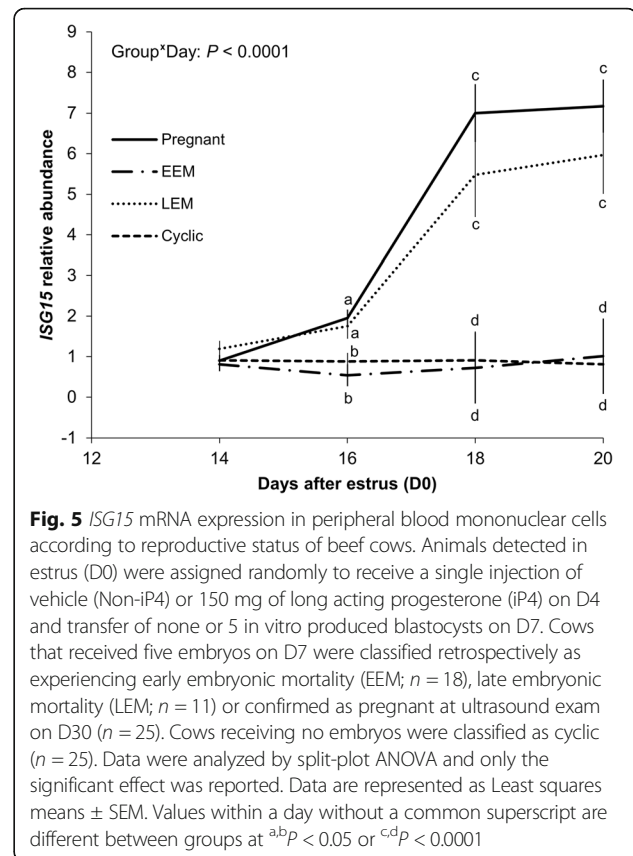 9
Group×Day: P < 0.0001
8
c
c
7
Pregnant
6
EEM
5
LEM
c
Cyclic
c
4
3
a
2
a
d
d
b
1
0
b
d
d
-1
ISG15 relative abundance
12 14 16 18 20
Days after estrus (D0)
Fig. 5 ISG15 mRNA expression in peripheral blood mononuclear cells
according to reproductive status of beef cows. Animals detected in
estrus (D0) were assigned randomly to receive a single injection of
vehicle (Non-iP4) or 150 mg of long acting progesterone (iP4) on D4
and transfer of none or 5 in vitro produced blastocysts on D7. Cows
that received five embryos on D7 were classified retrospectively as
experiencing early embryonic mortality (EEM; n = 18), late embryonic
mortality (LEM; n = 11) or confirmed as pregnant at ultrasound exam
on D30 (n = 25). Cows receiving no embryos were classified as cyclic
(n = 25). Data were analyzed by split-plot ANOVA and only the
significant effect was reported. Data are represented as Least squares
means ± SEM. Values within a day without a common superscript are
different between groups at a,bP < 0.05 or c,dP < 0.0001